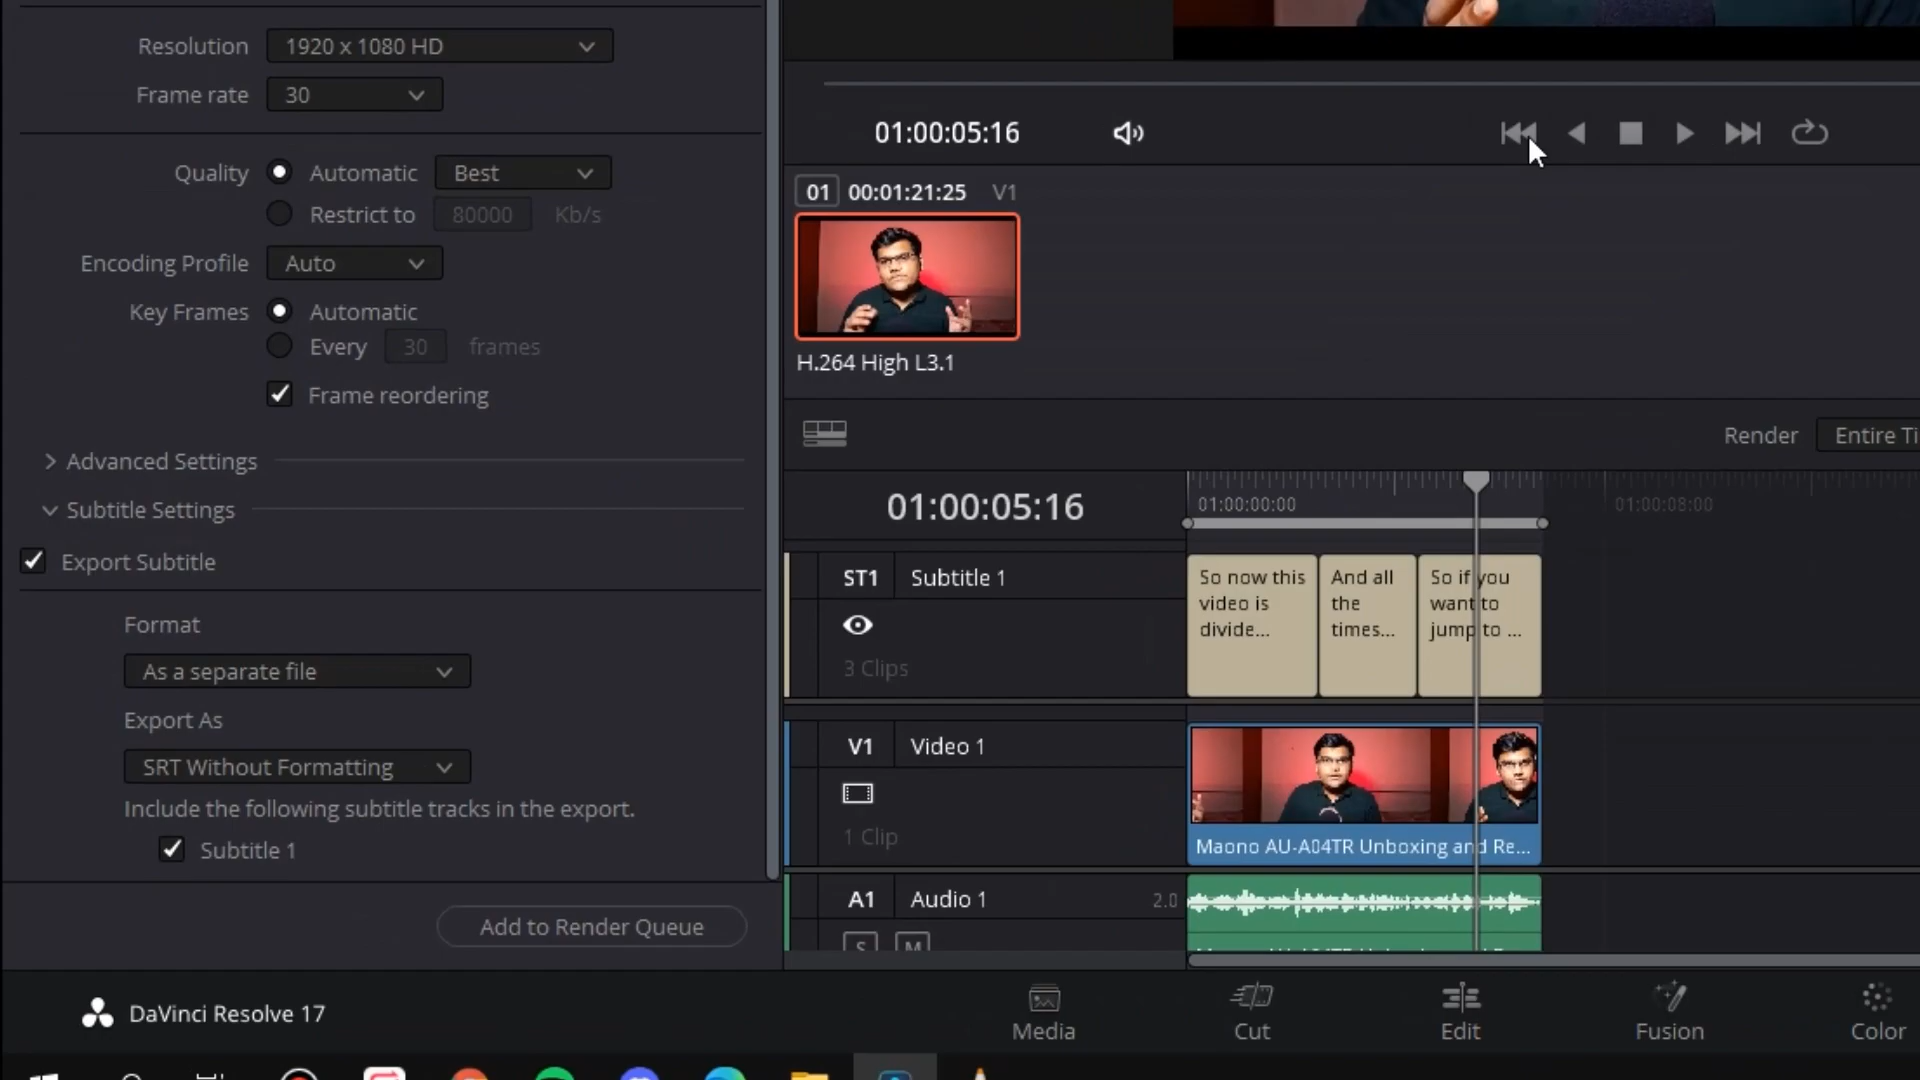 Resolution 1920 x 1080 HD
Frame rate 30
Quality Automatic Best
Restrict to 80000 Kb/s
Encoding Profile Auto
Key Frames Automatic
Every 30 frames
Frame reordering
Advanced Settings
Subtitle Settings
Export Subtitle
Format
As a separate file
Export As
SRT Without Formatting
Include the following subtitle tracks in the export.
Subtitle 1
Add to Render Queue
01:00:05:16
01 00:01:21:25 V1
H.264 High L3.1
Render Entire Ti
01:00:05:16
01:00:00:00 01:00:08:00
ST1 Subtitle 1
3 Clips
So now this
video is
divide...
And all
the
times...
So if you
want to
jump to ...
V1 Video 1
1 Clip
Maono AU-A04TR Unboxing and Re...
A1 Audio 1 2.0
S M
DaVinci Resolve 17
Media Cut Edit Fusion Color